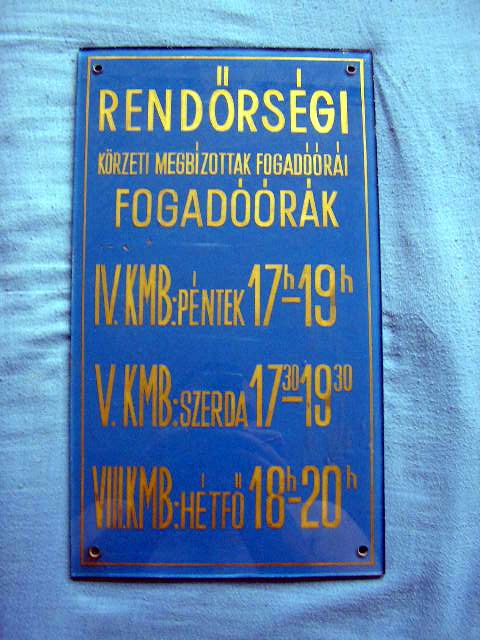 RENDŐRSÉGI
KÖRZETI MEGBÍZOTTAK FOGADÓÓRÁI
FOGADÓÓRÁK
IV. KMB.: PÉNTEK 17h-19h
V. KMB.: SZERDA 17³⁰-19³⁰
VIII. KMB.: HÉTFŐ 18h-20h